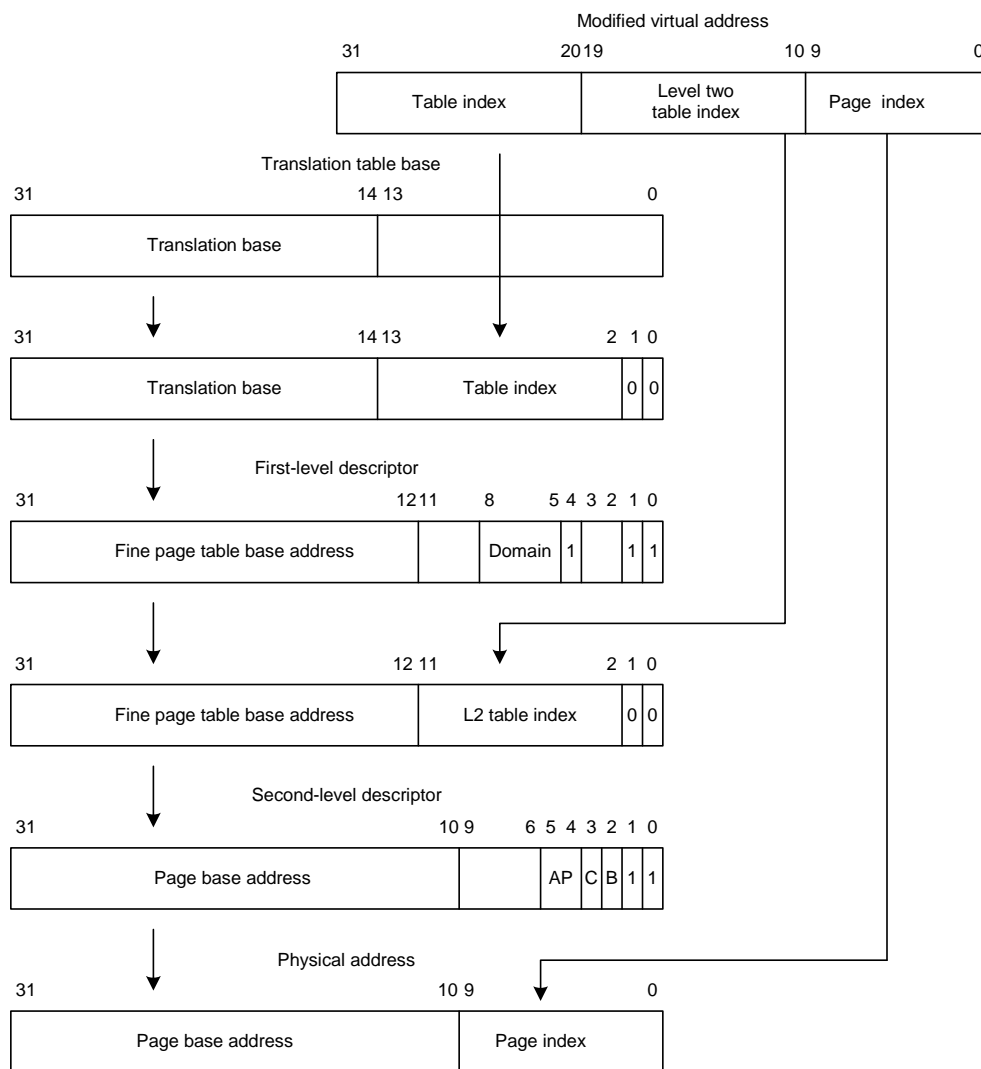 Modified virtual address
31 20 19 10 9 0
Table index Level two table index Page index
Translation table base
31 14 13 0
Translation base
31 14 13 2 1 0
Translation base Table index 0 0
First-level descriptor
31 12 11 8 5 4 3 2 1 0
Fine page table base address Domain 1 1 1
31 12 11 2 1 0
Fine page table base address L2 table index 0 0
Second-level descriptor
31 10 9 6 5 4 3 2 1 0
Page base address AP C B 1 1
Physical address
31 10 9 0
Page base address Page index